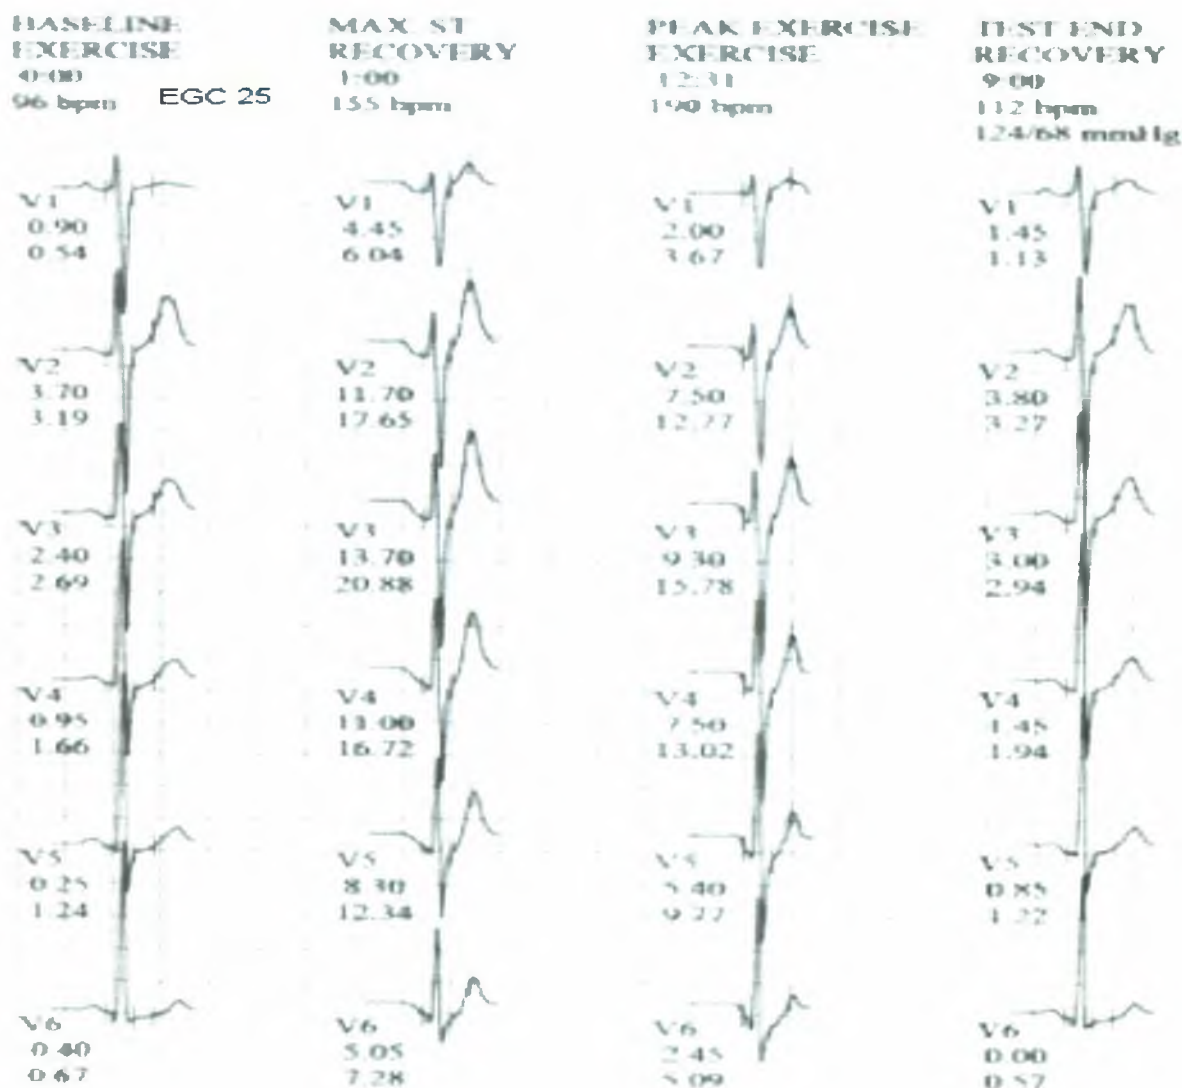 BASELINE
EXERCISE
0:00
96 bpm
EGC 25
MAX. ST
RECOVERY
1:00
155 bpm
PEAK EXERCISE
EXERCISE
12:31
190 bpm
TEST END
RECOVERY
9:00
112 bpm
124/68 mmHg
V1
0.90
0.54
V1
4.45
6.04
V1
2.00
3.67
V1
1.45
1.13
V2
3.70
3.19
V2
11.70
17.65
V2
7.50
12.77
V2
3.80
3.27
V3
2.40
2.69
V3
13.70
20.88
V3
9.30
15.78
V3
3.00
2.94
V4
0.95
1.66
V4
11.00
16.72
V4
7.50
13.02
V4
1.45
1.94
V5
0.25
1.24
V5
8.30
12.34
V5
5.40
9.77
V5
0.85
1.22
V6
0.40
0.67
V6
5.05
7.28
V6
2.45
5.09
V6
0.00
0.57